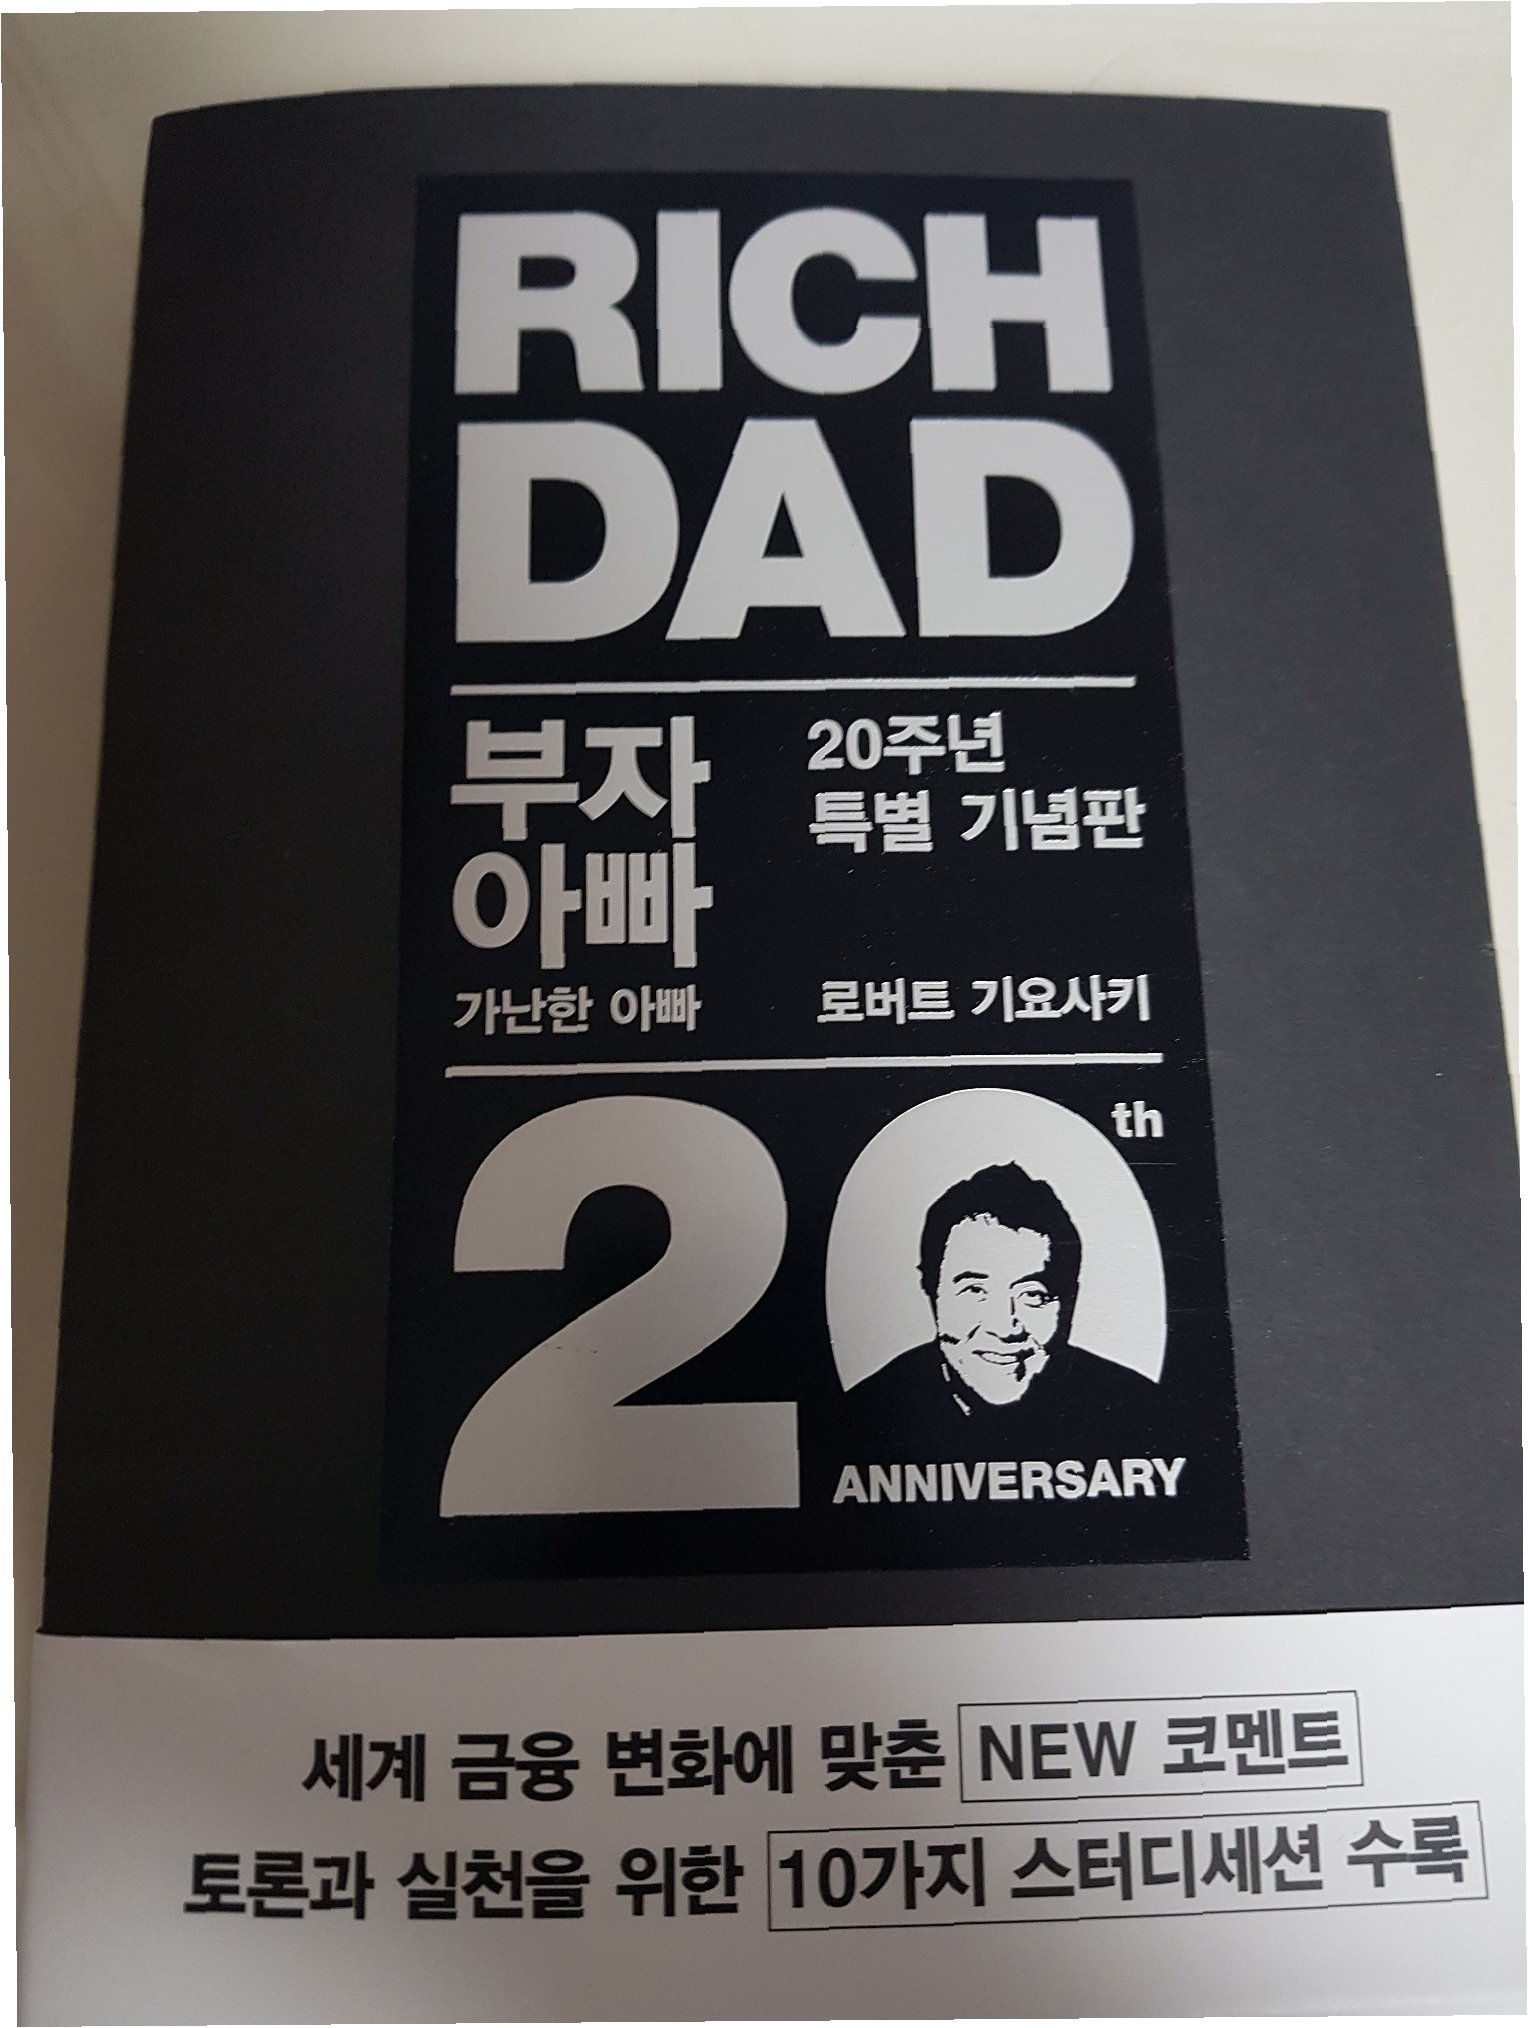 RICH
DAD
부자
아빠
가난한 아빠
20주년
특별 기념판
로버트 기요사키
20th
ANNIVERSARY
세계 금융 변화에 맞춘 NEW 코멘트
토론과 실천을 위한 10가지 스터디세션 수록